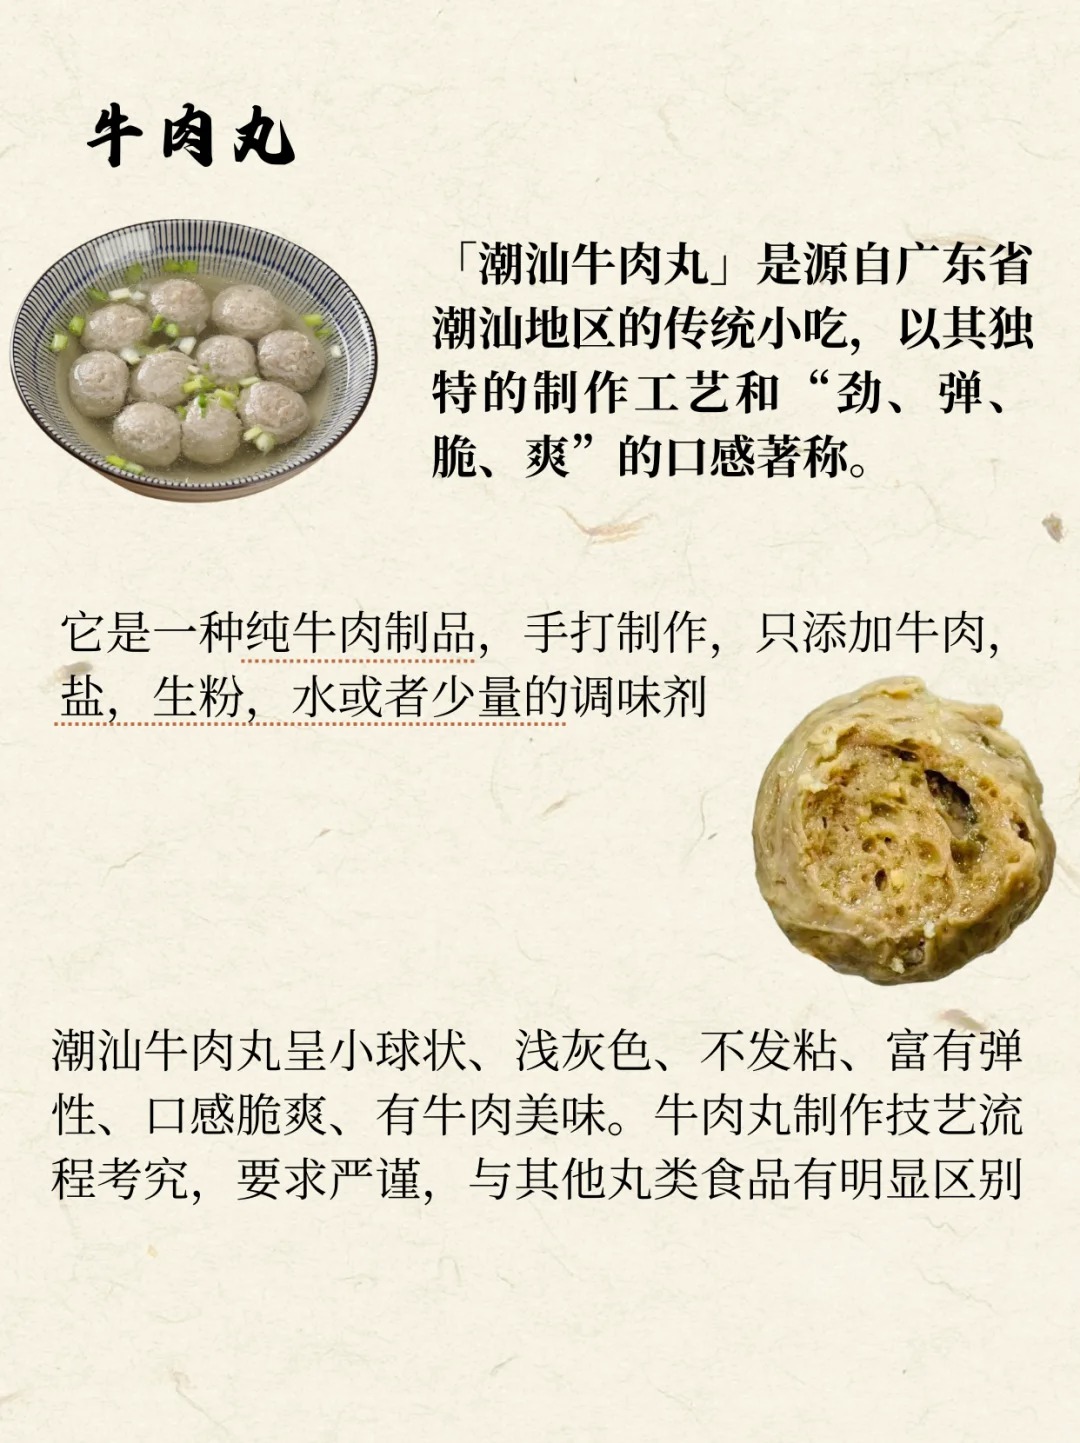 牛肉丸
「潮汕牛肉丸」是源自广东省
潮汕地区的传统小吃，以其独
特的制作工艺和“劲、弹、
脆、爽”的口感著称。
它是一种纯牛肉制品，手打制作，只添加牛肉，
盐，生粉，水或者少量的调味剂
潮汕牛肉丸呈小球状、浅灰色、不发粘、富有弹
性、口感脆爽、有牛肉美味。牛肉丸制作技艺流
程考究，要求严谨，与其他丸类食品有明显区别